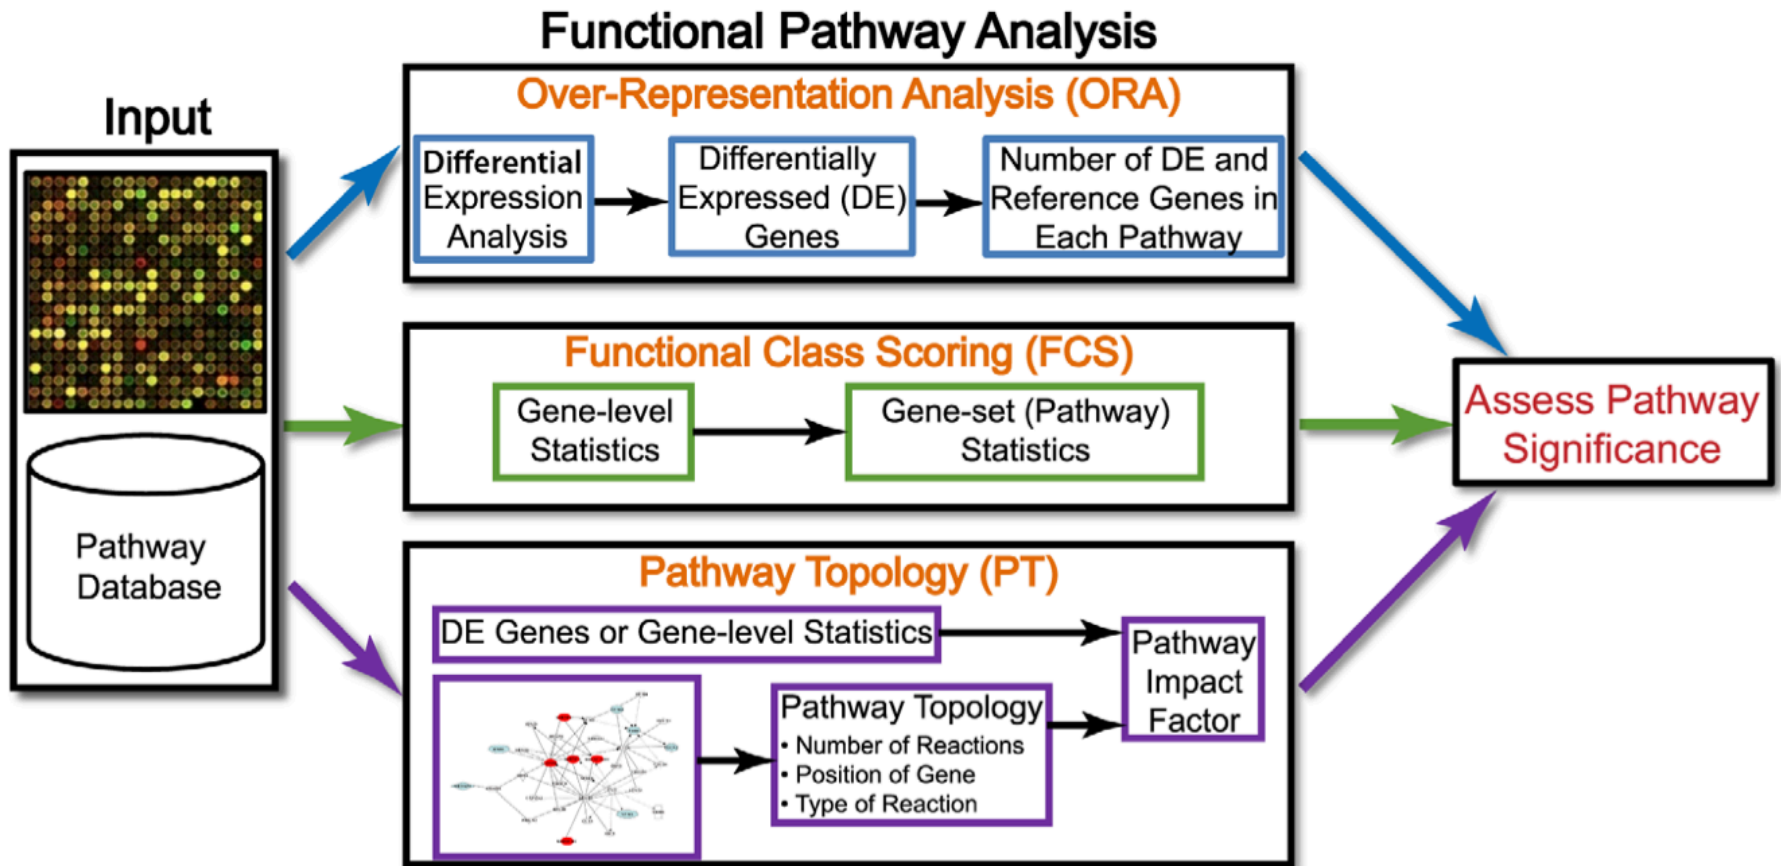 Functional Pathway Analysis
Input
Pathway
Database
Over-Representation Analysis (ORA)
Differential
Expression
Analysis
Differentially
Expressed (DE)
Genes
Number of DE and
Reference Genes in
Each Pathway
Functional Class Scoring (FCS)
Gene-level
Statistics
Gene-set (Pathway)
Statistics
Pathway Topology (PT)
DE Genes or Gene-level Statistics
Pathway Topology
• Number of Reactions
• Position of Gene
• Type of Reaction
Pathway
Impact
Factor
Assess Pathway
Significance